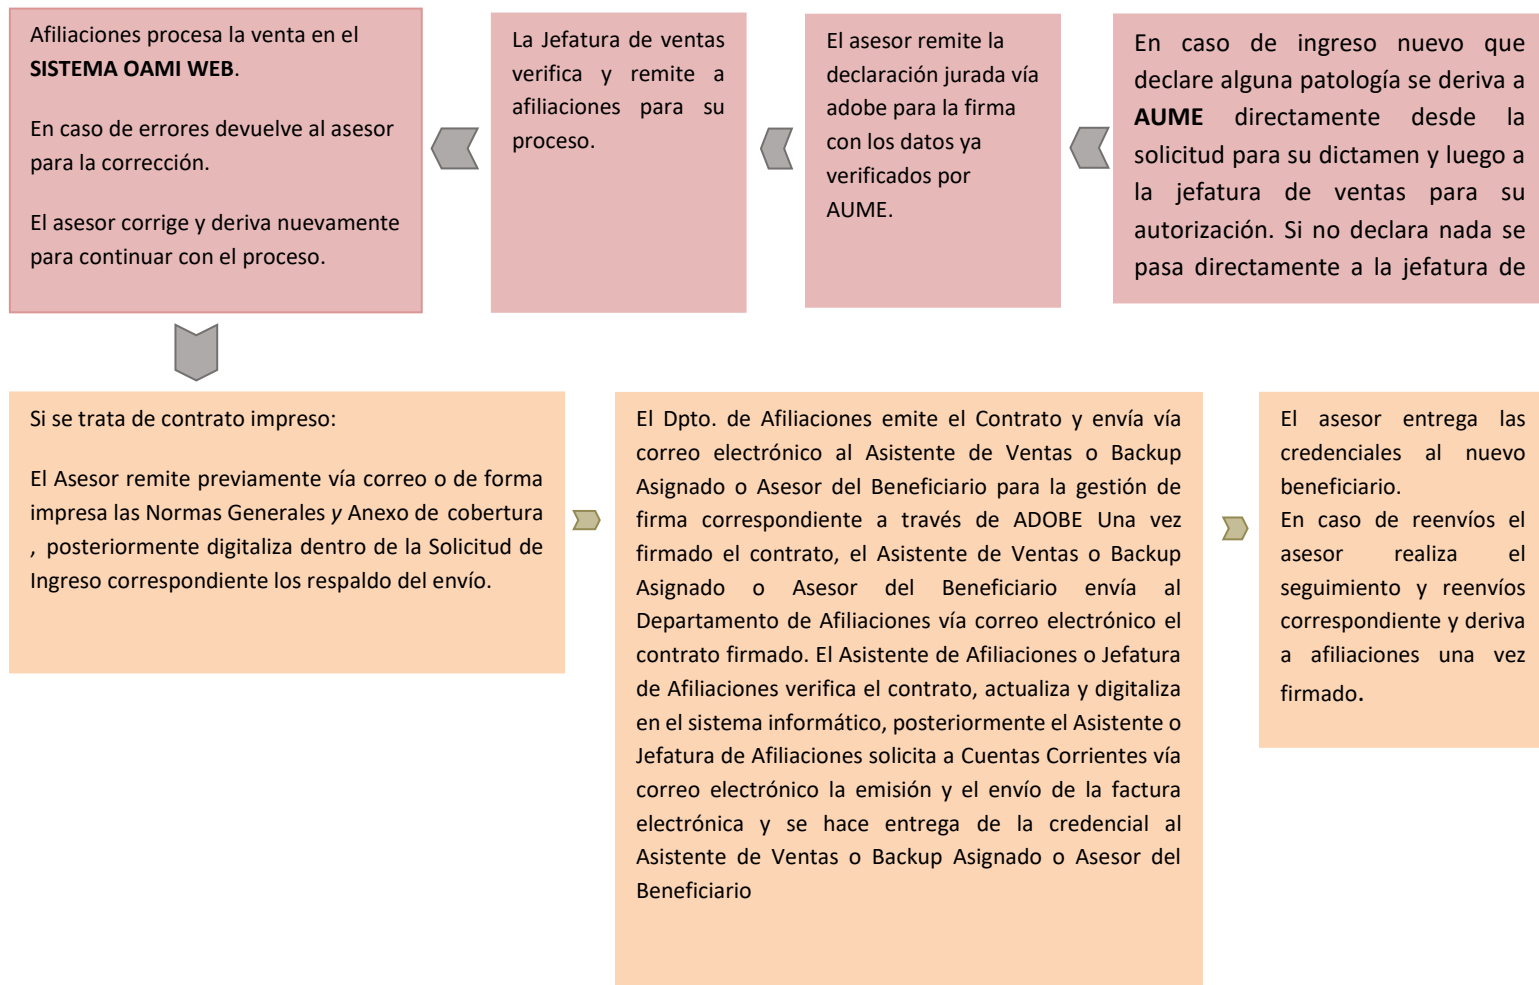 Afiliaciones procesa la venta en el
SISTEMA OAMI WEB.
En caso de errores devuelve al asesor
para la corrección.
El asesor corrige y deriva nuevamente
para continuar con el proceso.
La Jefatura de ventas
verifica y remite a
afiliaciones para su
proceso.
El asesor remite la
declaración jurada vía
adobe para la firma
con los datos ya
verificados por
AUME.
En caso de ingreso nuevo que
declare alguna patología se deriva a
AUME directamente desde la
solicitud para su dictamen y luego a
la jefatura de ventas para su
autorización. Si no declara nada se
pasa directamente a la jefatura de
Si se trata de contrato impreso:
El Asesor remite previamente vía correo o de forma
impresa las Normas Generales y Anexo de cobertura
, posteriormente digitaliza dentro de la Solicitud de
Ingreso correspondiente los respaldo del envío.
El Dpto. de Afiliaciones emite el Contrato y envía vía
correo electrónico al Asistente de Ventas o Backup
Asignado o Asesor del Beneficiario para la gestión de
firma correspondiente a través de ADOBE Una vez
firmado el contrato, el Asistente de Ventas o Backup
Asignado o Asesor del Beneficiario envía al
Departamento de Afiliaciones vía correo electrónico el
contrato firmado. El Asistente de Afiliaciones o Jefatura
de Afiliaciones verifica el contrato, actualiza y digitaliza
en el sistema informático, posteriormente el Asistente o
Jefatura de Afiliaciones solicita a Cuentas Corrientes vía
correo electrónico la emisión y el envío de la factura
electrónica y se hace entrega de la credencial al
Asistente de Ventas o Backup Asignado o Asesor del
Beneficiario
El asesor entrega las
credenciales al nuevo
beneficiario.
En caso de reenvíos el
asesor realiza el
seguimiento y reenvíos
correspondiente y deriva
a afiliaciones una vez
firmado.